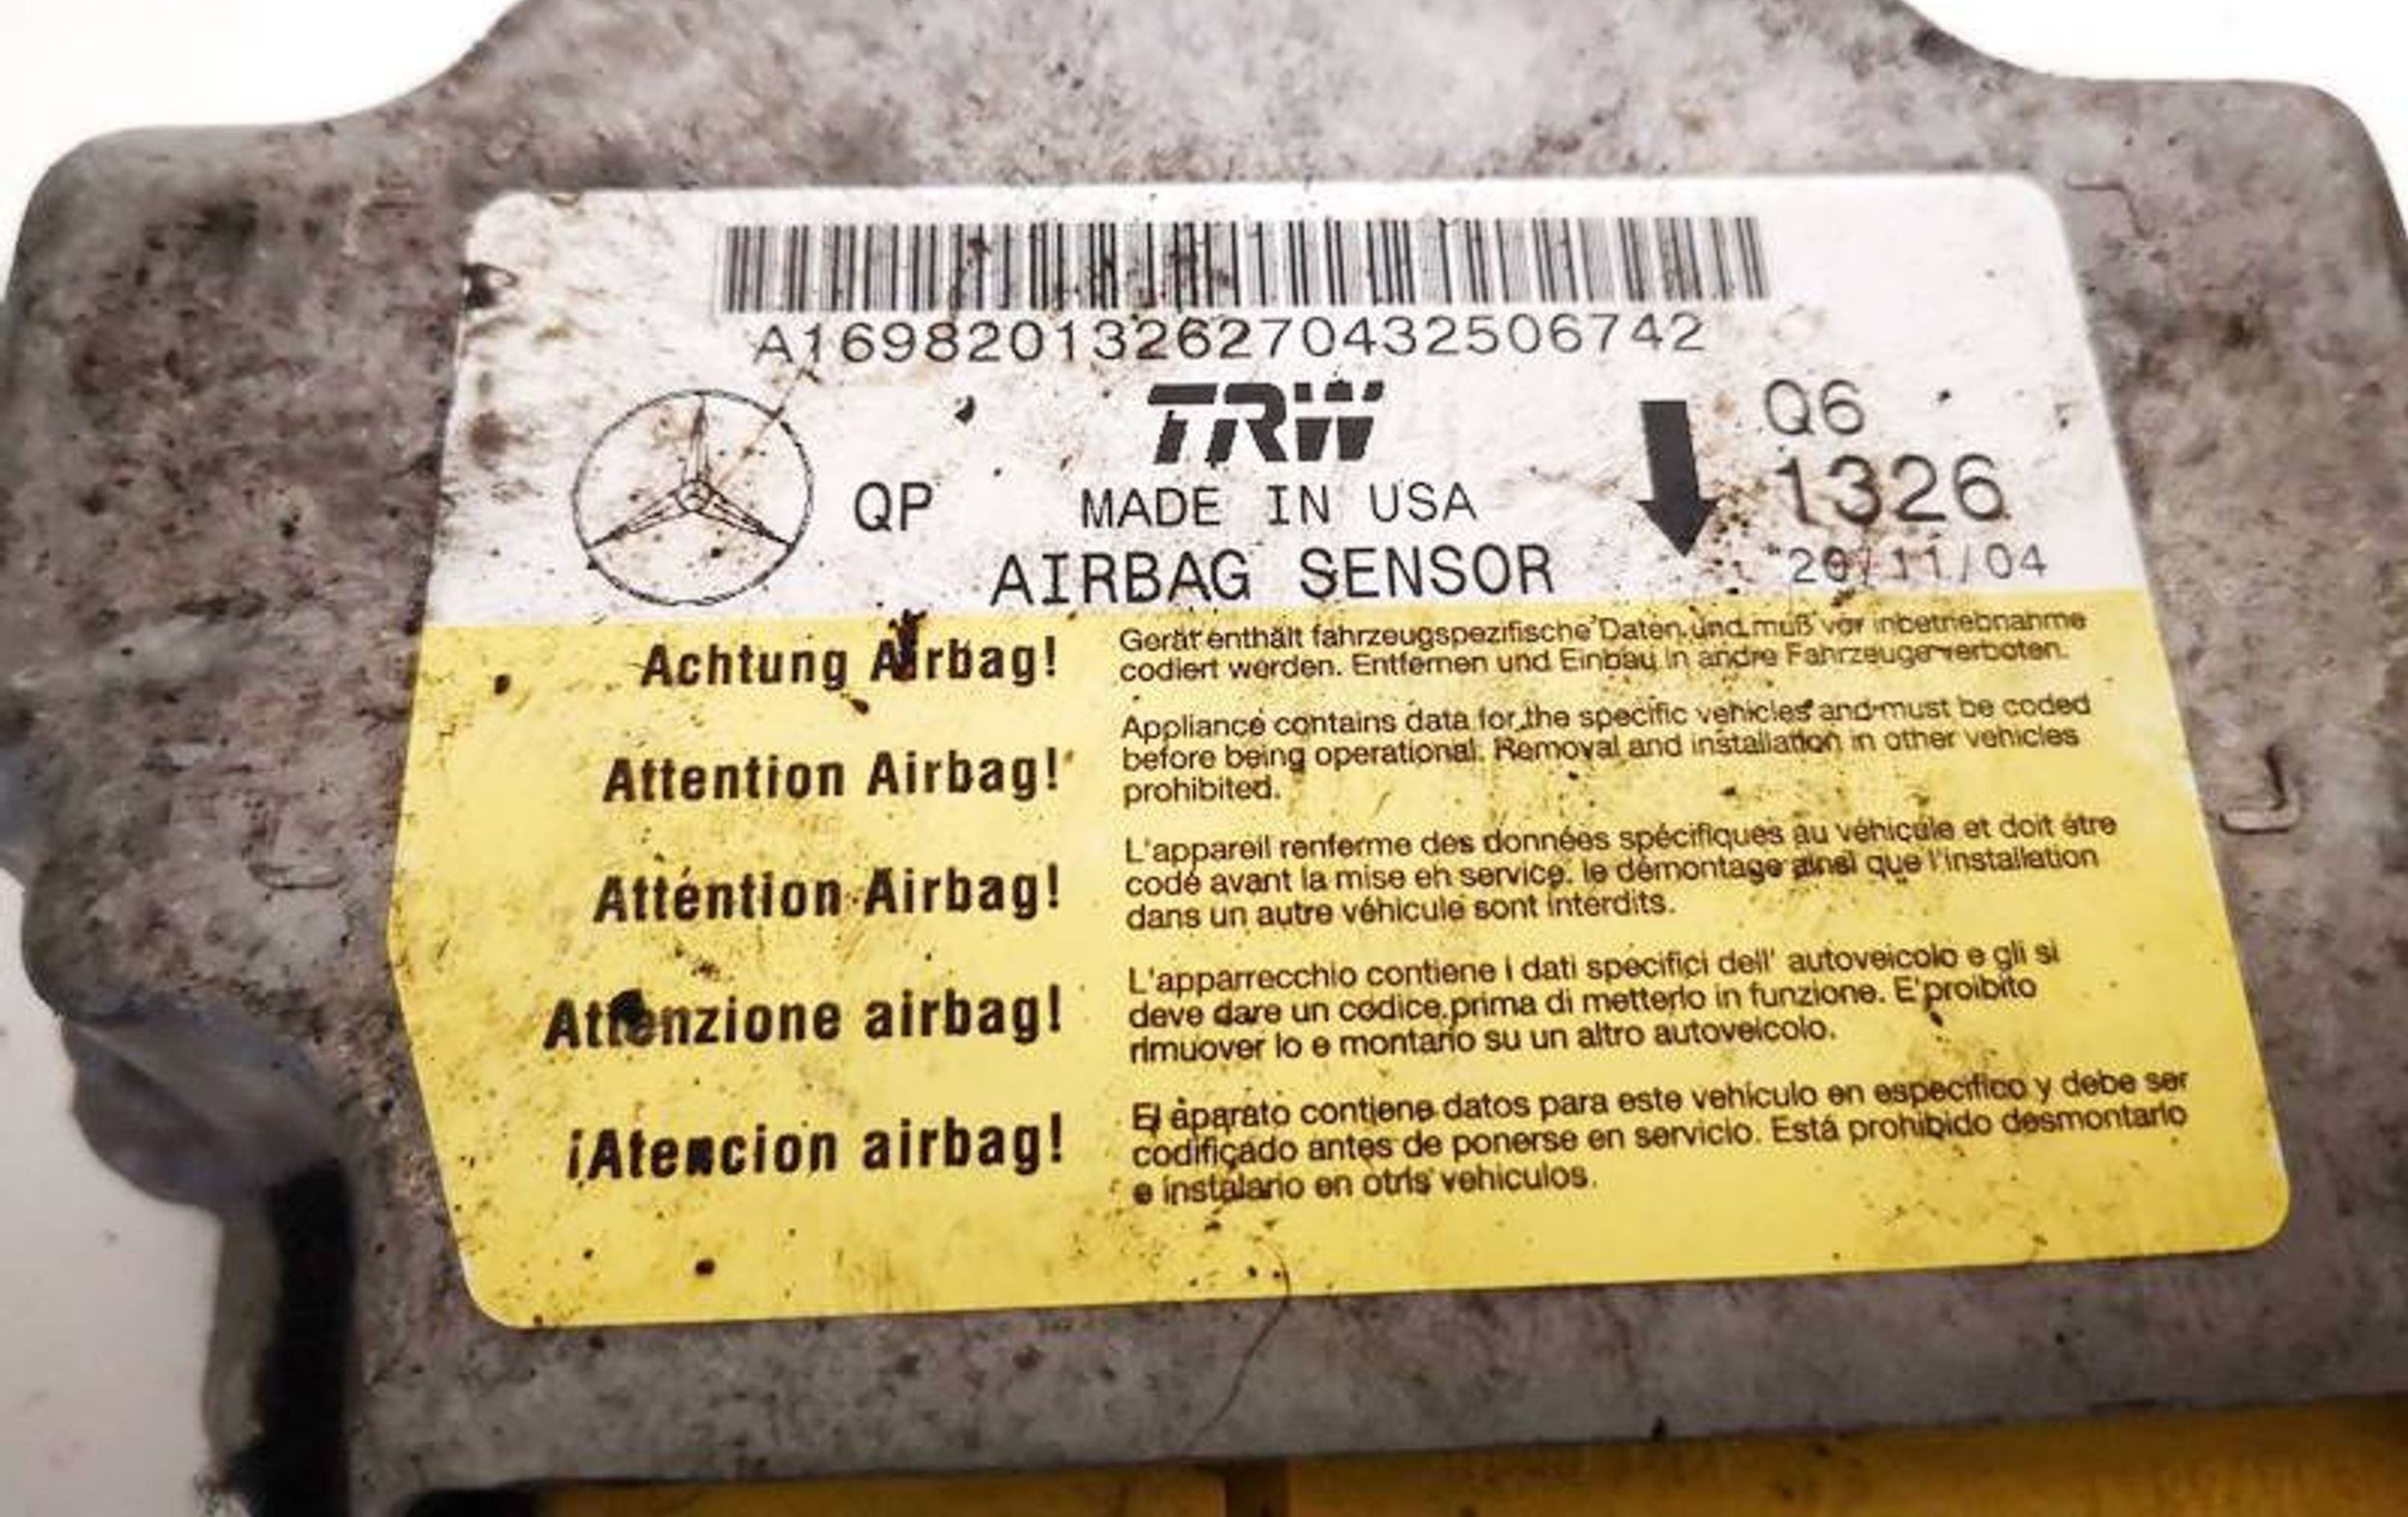 A1698201326270432506742
TRW
QP
MADE IN USA
AIRBAG SENSOR
Q6
1326
20/11/04
Achtung Airbag!
Gerät enthält fahrzeugspezifische Daten und muß vor inbetriebnahme
codiert werden. Entfernen und Einbau in andre Fahrzeuge verboten.
Attention Airbag!
Appliance contains data for the specific vehicles and must be coded
before being operational. Removal and installation in other vehicles
prohibited.
Attention Airbag!
L'appareil renferme des données spécifiques au véhicule et doit étre
codé avant la mise en service. le démontage ainsi que l'installation
dans un autre véhicule sont interdits.
Attenzione airbag!
L'apparrecchio contiene i dati specifici dell' autoveicolo e gli si
deve dare un codice prima di metterlo in funzione. E'proibito
rimuover lo e montario su un altro autoveicolo.
¡Atencion airbag!
El aparato contiene datos para este vehículo en especifico y debe ser
codificado antes de ponerse en servicio. Está prohibido desmontario
e instalario en otris vehiculos.